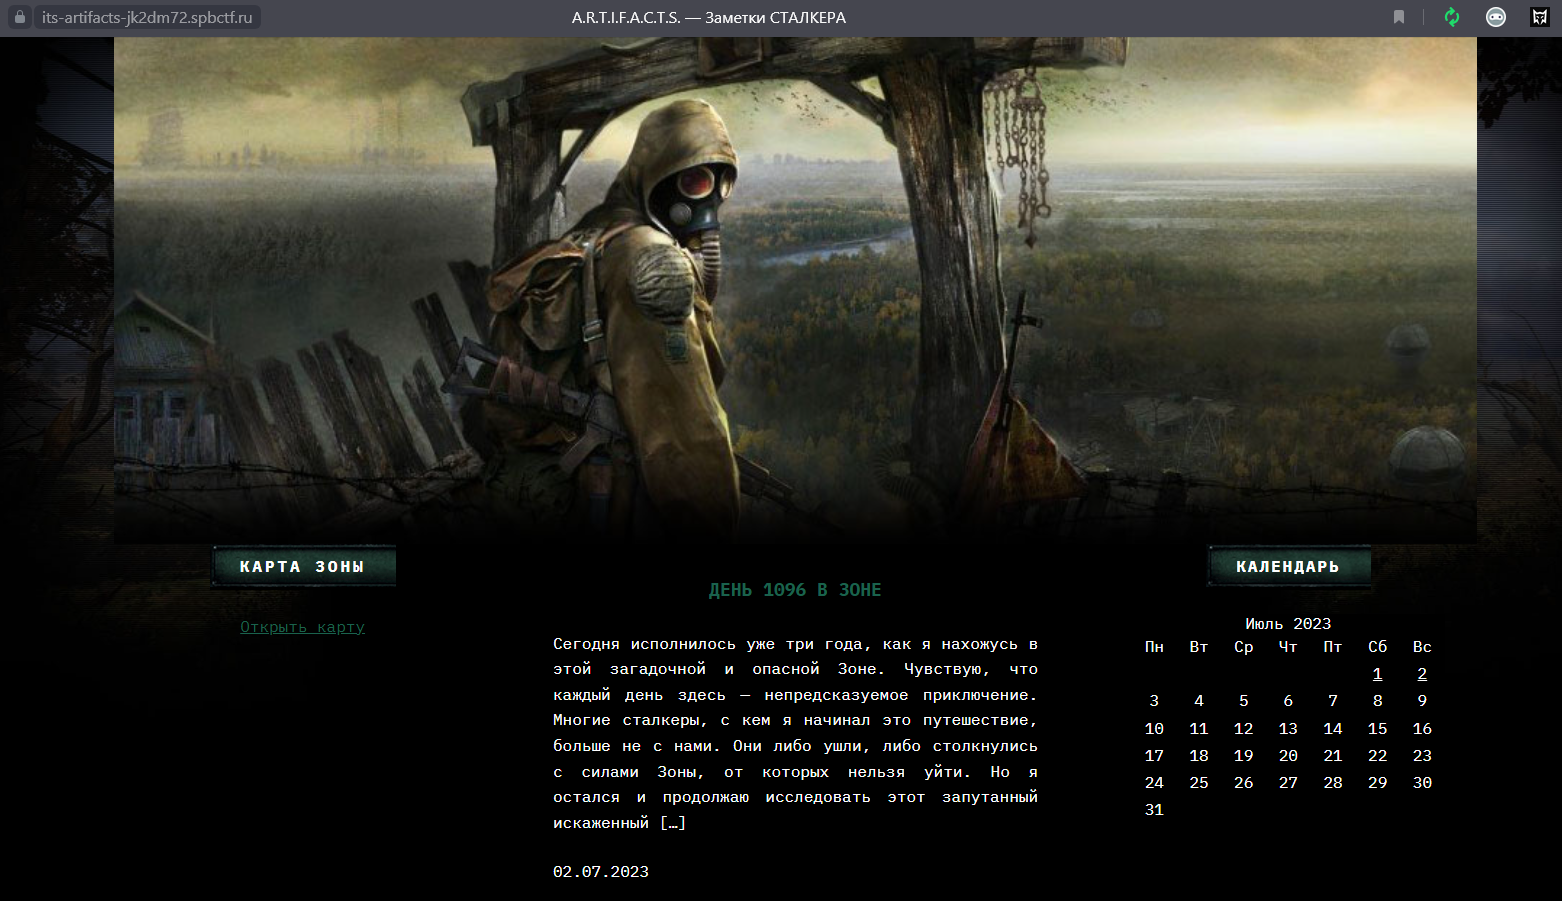 its-artifacts-jk2dm72.spbctf.ru
A.R.T.I.F.A.C.T.S. — Заметки СТАЛКЕРА
КАРТА ЗОНЫ
Открыть карту
ДЕНЬ 1096 В ЗОНЕ
Сегодня исполнилось уже три года, как я нахожусь в
этой загадочной и опасной Зоне. Чувствую, что
каждый день здесь — непредсказуемое приключение.
Многие сталкеры, с кем я начинал это путешествие,
больше не с нами. Они либо ушли, либо столкнулись
с силами Зоны, от которых нельзя уйти. Но я
остался и продолжаю исследовать этот запутанный
искаженный […]
02.07.2023
КАЛЕНДАРЬ
Июль 2023
Пн Вт Ср Чт Пт Сб Вс
1 2
3 4 5 6 7 8 9
10 11 12 13 14 15 16
17 18 19 20 21 22 23
24 25 26 27 28 29 30
31